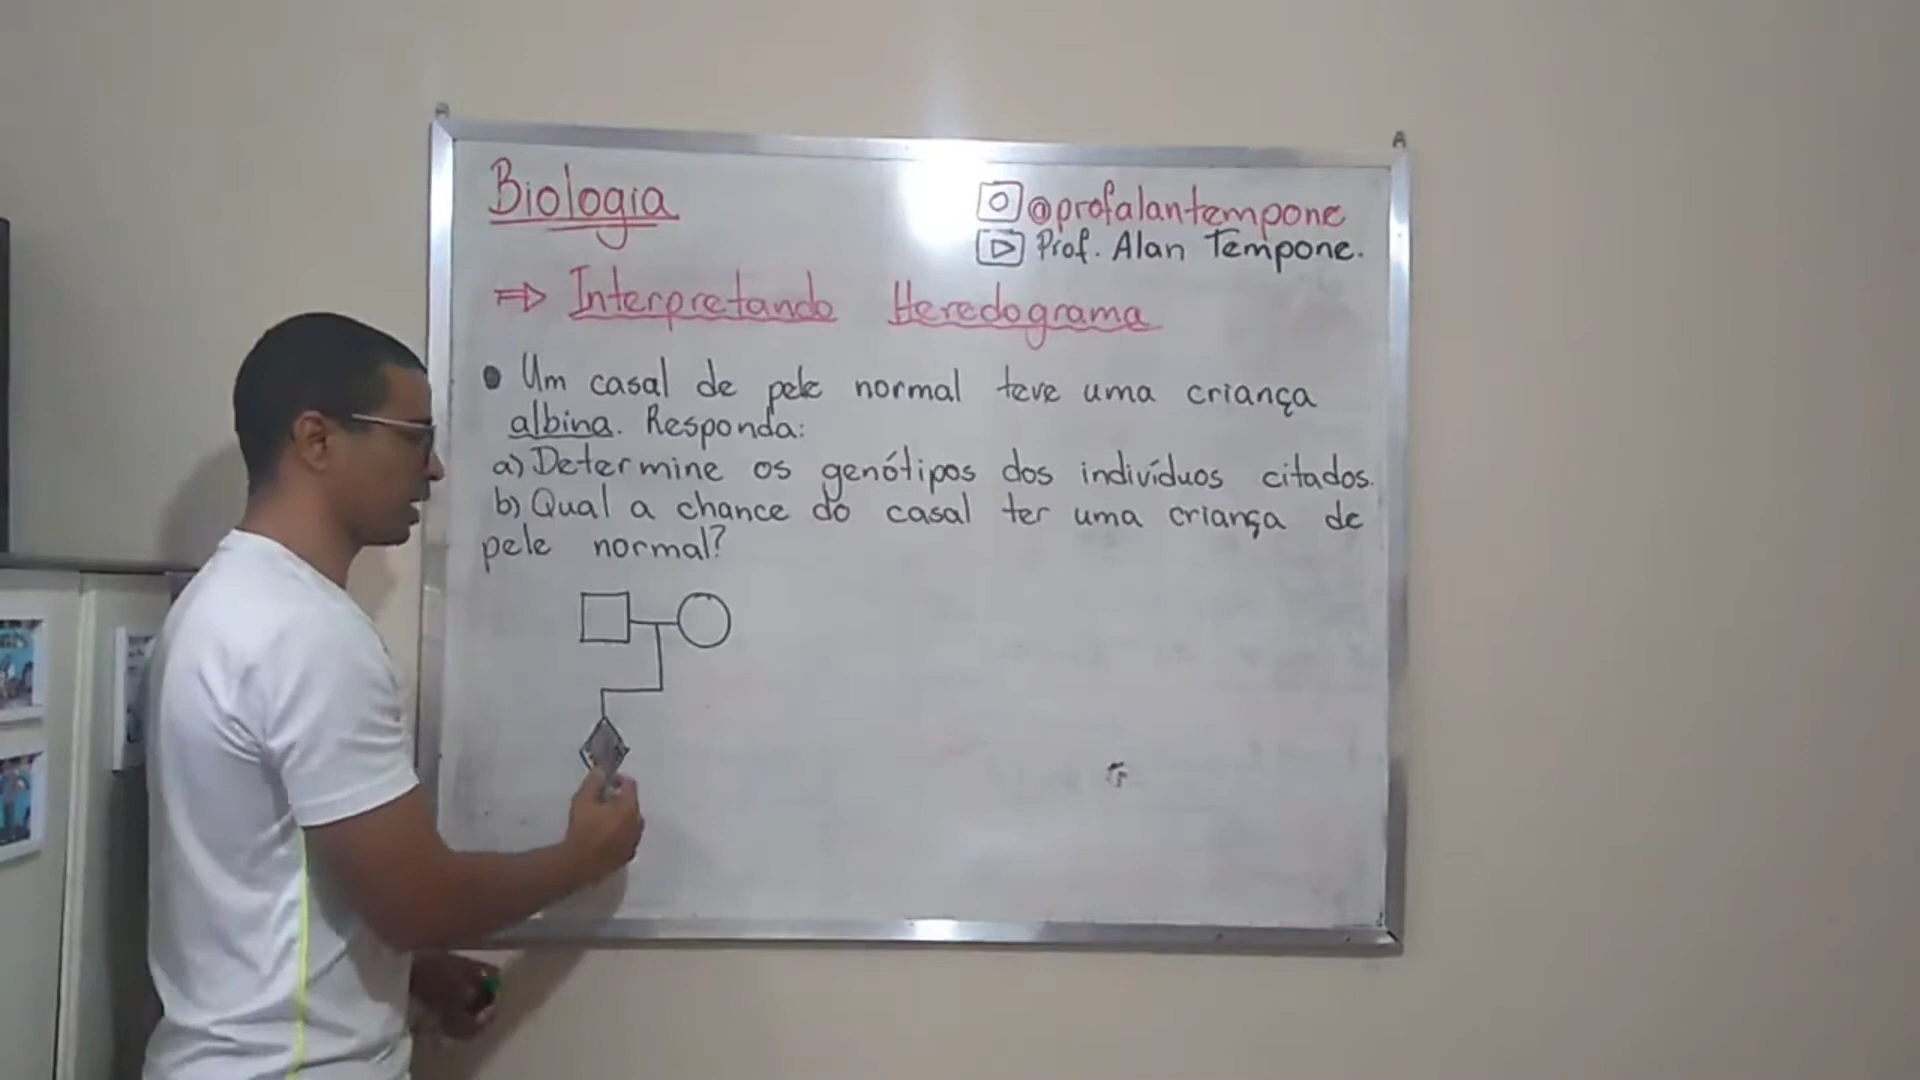 Biologia
@profalantempone
Prof. Alan Tempone.
⇒ Interpretando Heredograma
• Um casal de pele normal teve uma criança
albina. Responda:
a) Determine os genótipos dos indivíduos citados.
b) Qual a chance do casal ter uma criança de
pele normal?